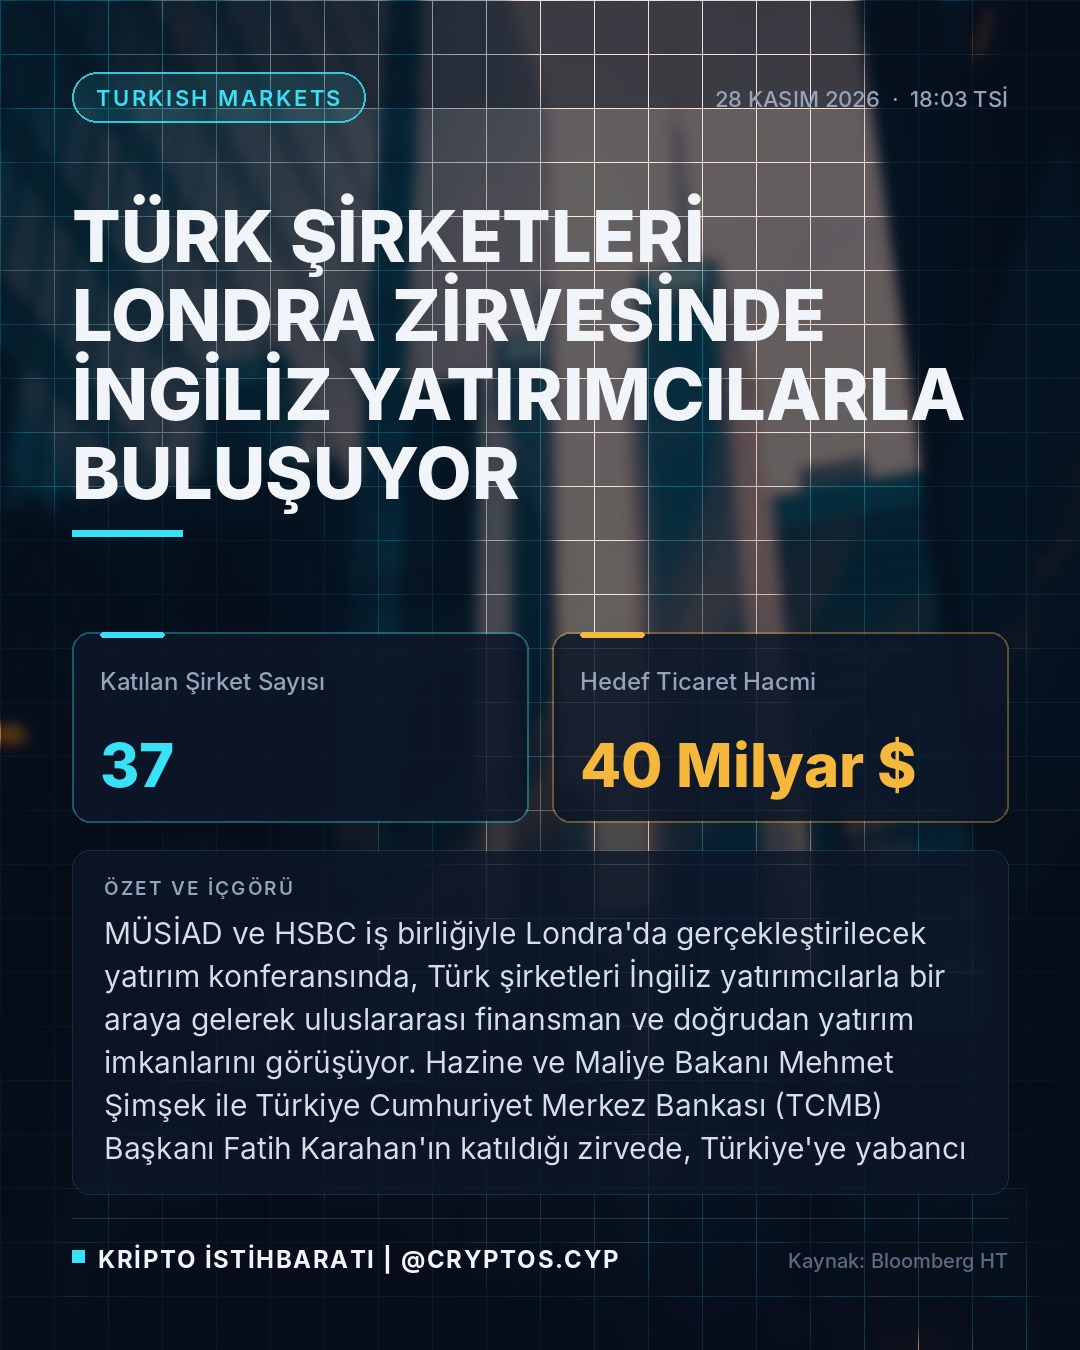 TURKISH MARKETS
28 KASIM 2026 · 18:03 TSİ
TÜRK ŞİRKETLERİ
LONDRA ZİRVESİNDE
İNGİLİZ YATIRIMCILARLA
BULUŞUYOR
Katılan Şirket Sayısı
37
Hedef Ticaret Hacmi
40 Milyar $
ÖZET VE İÇGÖRÜ
MÜSİAD ve HSBC iş birliğiyle Londra'da gerçekleştirilecek
yatırım konferansında, Türk şirketleri İngiliz yatırımcılarla bir
araya gelerek uluslararası finansman ve doğrudan yatırım
imkanlarını görüşüyor. Hazine ve Maliye Bakanı Mehmet
Şimşek ile Türkiye Cumhuriyet Merkez Bankası (TCMB)
Başkanı Fatih Karahan'ın katıldığı zirvede, Türkiye'ye yabancı
KRİPTO İSTİHBARATI | @CRYPTOS.CYP
Kaynak: Bloomberg HT